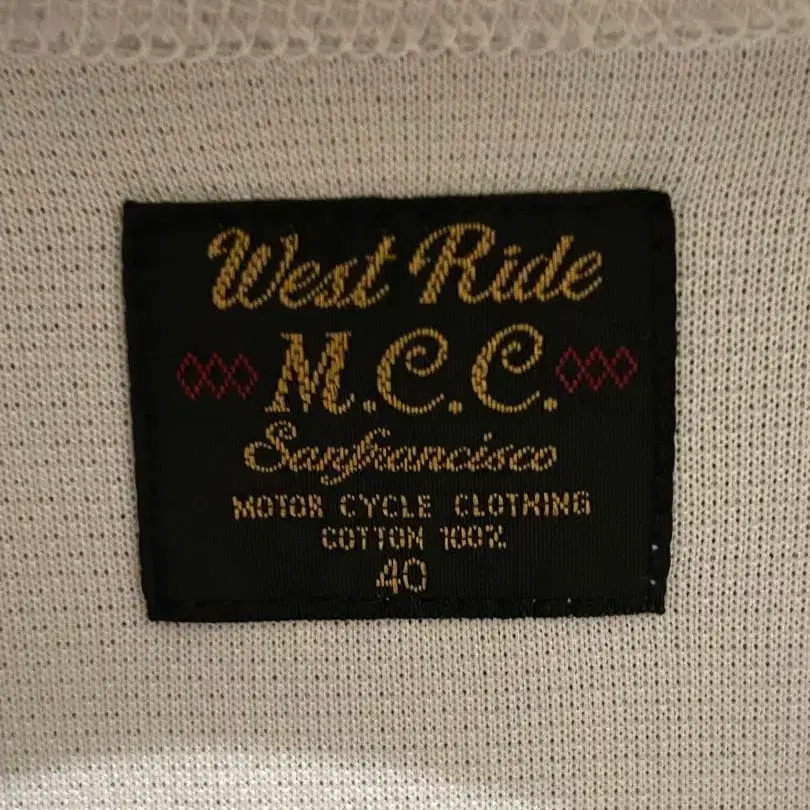 West Ride
M.C.C.
Sanfrancisco
MOTOR CYCLE CLOTHING
COTTON 100%
40